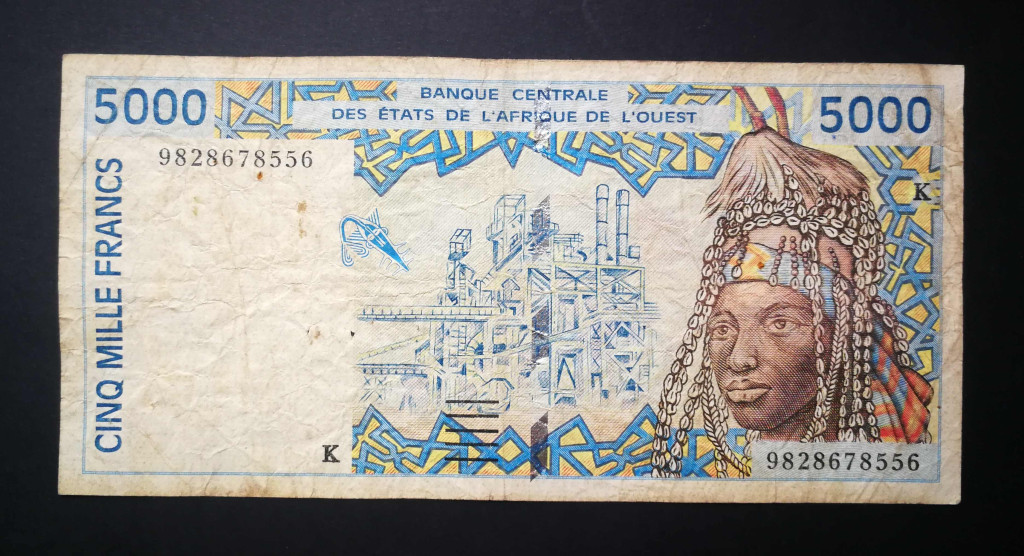 5000
BANQUE CENTRALE
DES ÉTATS DE L'AFRIQUE DE L'OUEST
5000
9828678556
K
CINQ MILLE FRANCS
K
9828678556